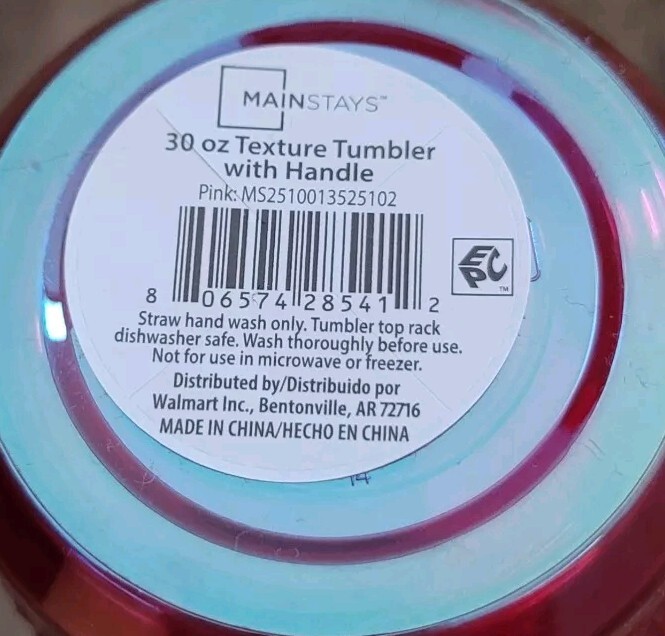 MAINSTAYS™
30 oz Texture Tumbler
with Handle
Pink: MS2510013525102
8 06574 28541 2
EPC™
Straw hand wash only. Tumbler top rack
dishwasher safe. Wash thoroughly before use.
Not for use in microwave or freezer.
Distributed by/Distribuido por
Walmart Inc., Bentonville, AR 72716
MADE IN CHINA/HECHO EN CHINA
14